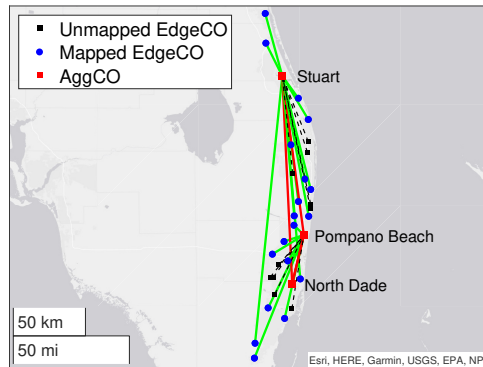 Unmapped EdgeCO
Mapped EdgeCO
AggCO
Stuart
Pompano Beach
North Dade
50 km
50 mi
Esri, HERE, Garmin, USGS, EPA, NP